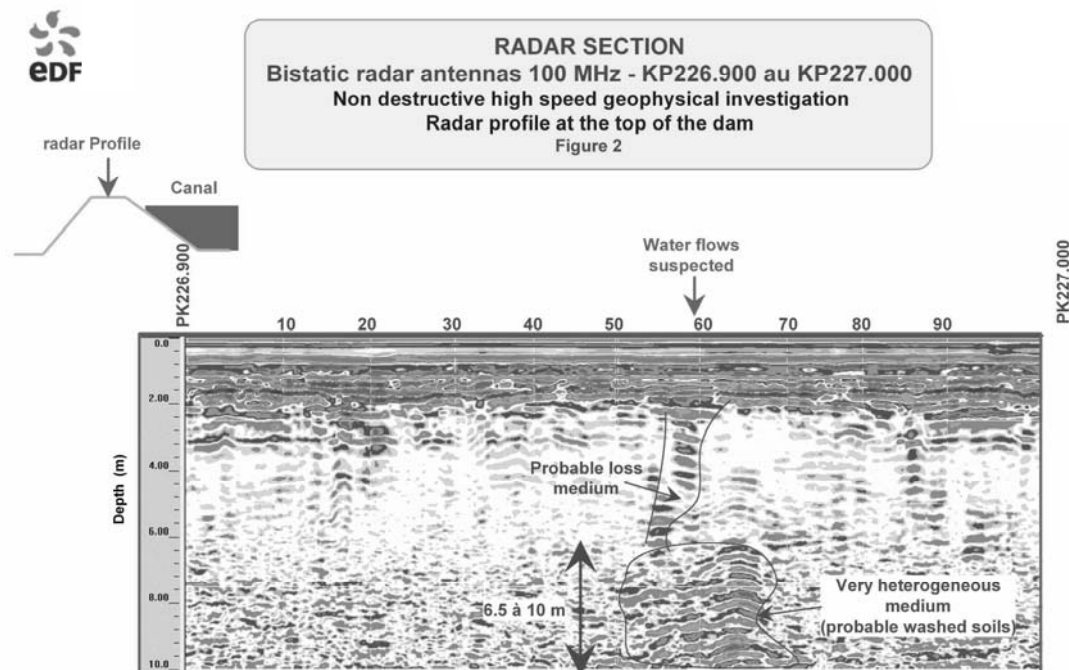 eDF
RADAR SECTION
Bistatic radar antennas 100 MHz - KP226.900 au KP227.000
Non destructive high speed geophysical investigation
Radar profile at the top of the dam
Figure 2
radar Profile
Canal
Water flows
suspected
PK226.900
PK227.000
10 20 30 40 50 60 70 80 90
0.0
2.00
4.00
6.00
8.00
10.0
Depth (m)
Probable loss
medium
6.5 à 10 m
Very heterogeneous
medium
(probable washed soils)